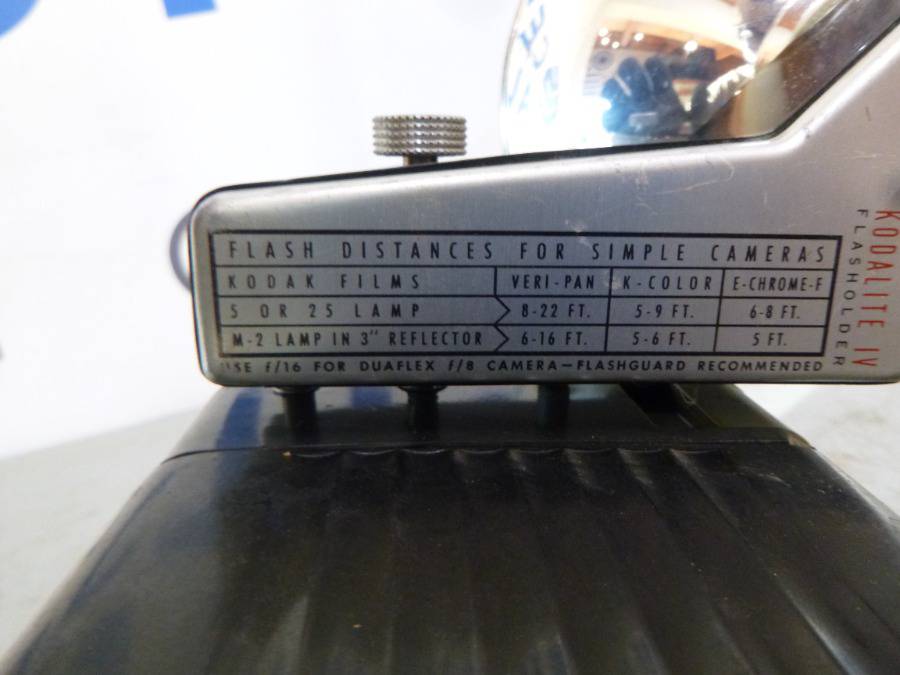 FLASH DISTANCES FOR SIMPLE CAMERAS
KODAK FILMS VERI-PAN K-COLOR E-CHROME-F
5 OR 25 LAMP 8-22 FT. 5-9 FT. 6-8 FT.
M-2 LAMP IN 3" REFLECTOR 6-16 FT. 5-6 FT. 5 FT.
USE f/16 FOR DUAFLEX f/8 CAMERA—FLASHGUARD RECOMMENDED
KODALITE IV
FLASHOLDER